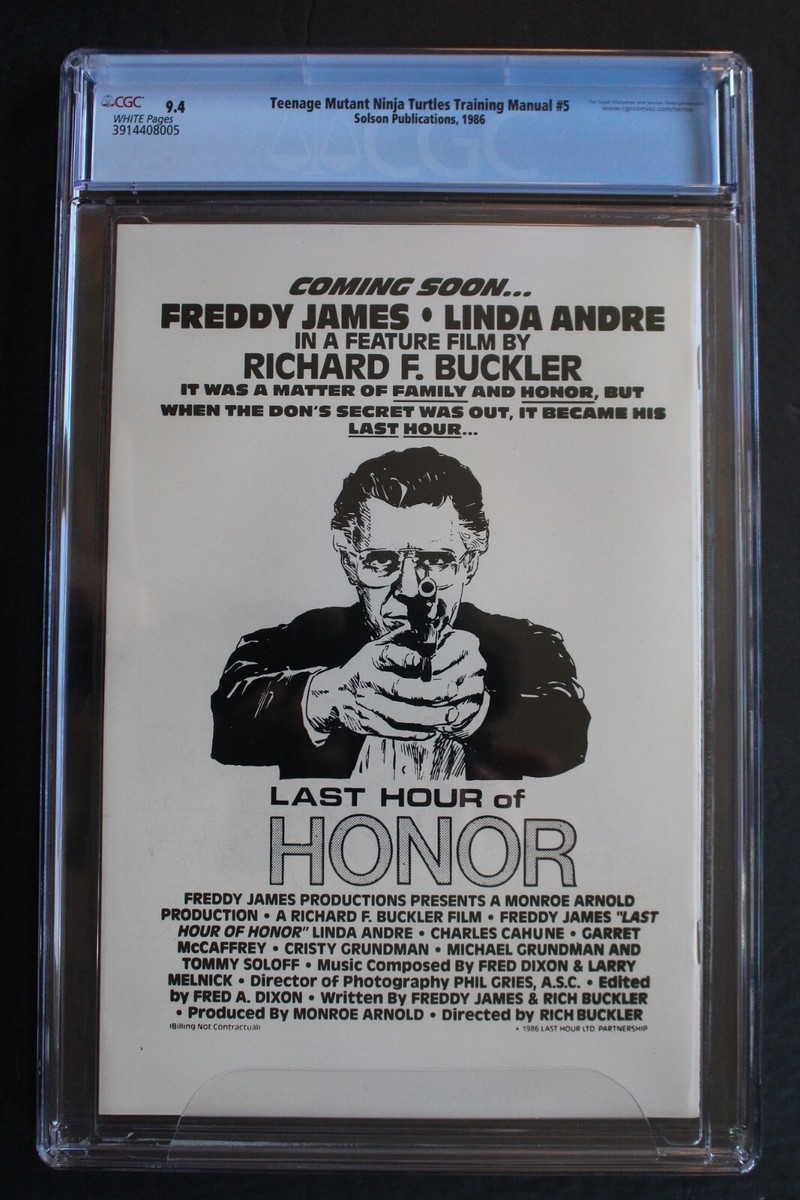 CGC 9.4
WHITE Pages
3914408005
Teenage Mutant Ninja Turtles Training Manual #5
Solson Publications, 1986
www.cgccomics.com/terms
CGC
COMING SOON...
FREDDY JAMES • LINDA ANDRE
IN A FEATURE FILM BY
RICHARD F. BUCKLER
IT WAS A MATTER OF FAMILY AND HONOR, BUT
WHEN THE DON'S SECRET WAS OUT, IT BECAME HIS
LAST HOUR...
LAST HOUR of
HONOR
FREDDY JAMES PRODUCTIONS PRESENTS A MONROE ARNOLD
PRODUCTION • A RICHARD F. BUCKLER FILM • FREDDY JAMES "LAST
HOUR OF HONOR" LINDA ANDRE • CHARLES CAHUNE • GARRET
McCAFFREY • CRISTY GRUNDMAN • MICHAEL GRUNDMAN AND
TOMMY SOLOFF • Music Composed By FRED DIXON & LARRY
MELNICK • Director of Photography PHIL GRIES, A.S.C. • Edited
by FRED A. DIXON • Written By FREDDY JAMES & RICH BUCKLER
• Produced By MONROE ARNOLD • Directed by RICH BUCKLER
(Billing Not Contractual)
• 1986 LAST HOUR LTD PARTNERSHIP